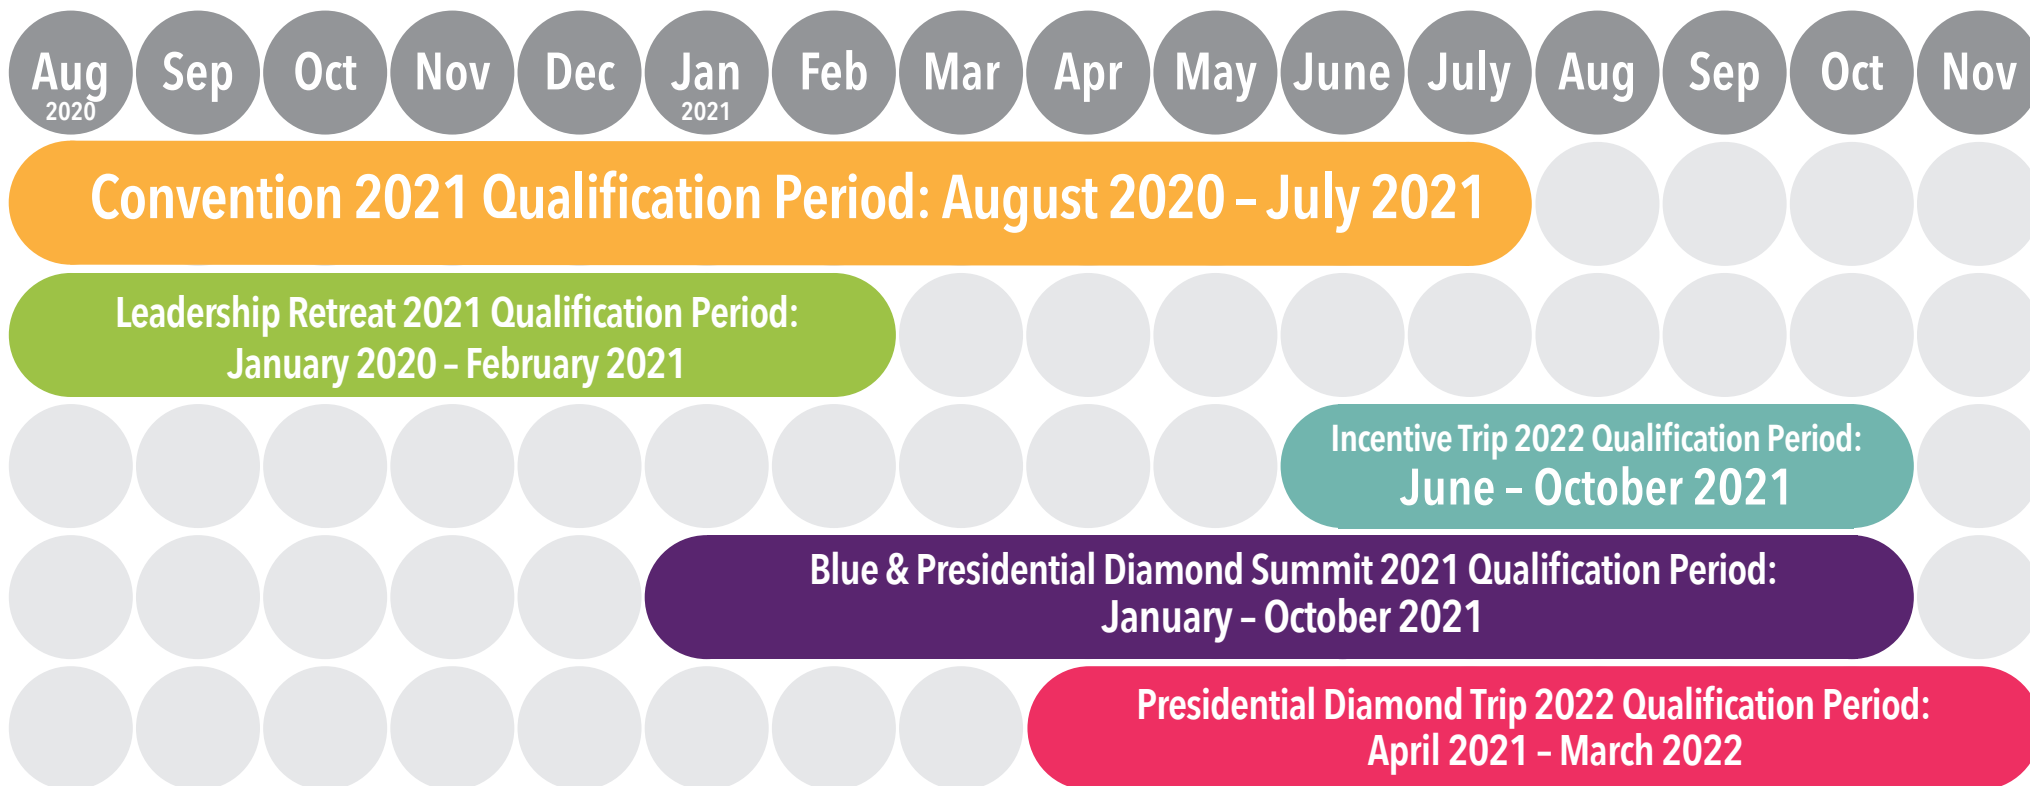 Aug Sep Oct Nov Dec Jan Feb Mar Apr May June July Aug Sep Oct Nov
2020 2021
Convention 2021 Qualification Period: August 2020 – July 2021
Leadership Retreat 2021 Qualification Period:
January 2020 – February 2021
Incentive Trip 2022 Qualification Period:
June – October 2021
Blue & Presidential Diamond Summit 2021 Qualification Period:
January – October 2021
Presidential Diamond Trip 2022 Qualification Period:
April 2021 – March 2022